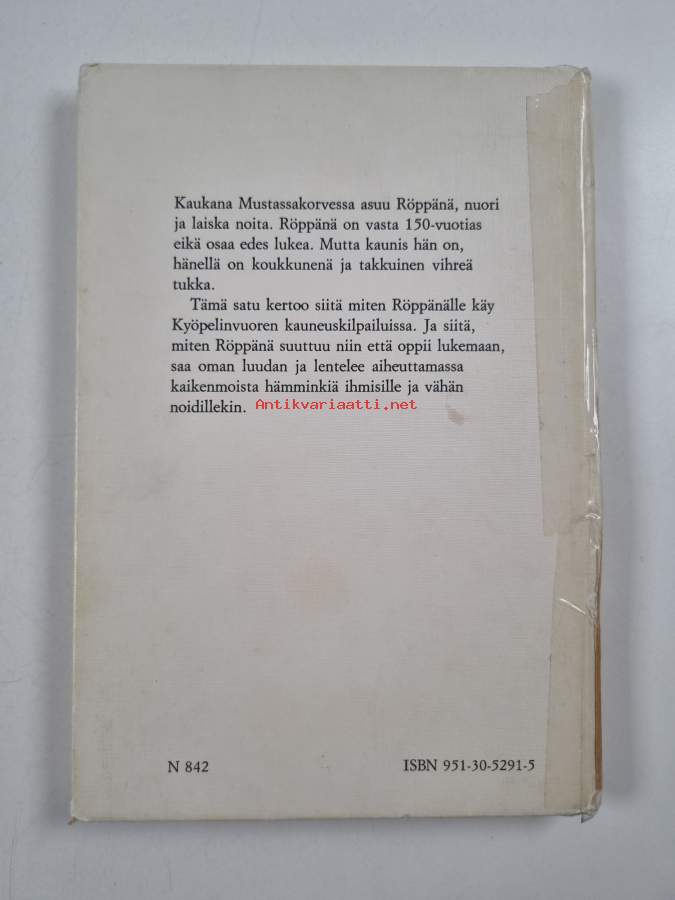 Kaukana Mustassakorvessa asuu Röppänä, nuori
ja laiska noita. Röppänä on vasta 150-vuotias
eikä osaa edes lukea. Mutta kaunis hän on,
hänellä on koukkunenä ja takkuinen vihreä
tukka.
Tämä satu kertoo siitä miten Röppänälle käy
Kyöpelinvuoren kauneuskilpailuissa. Ja siitä,
miten Röppänä suuttuu niin että oppii lukemaan,
saa oman luudan ja lentelee aiheuttamassa
kaikenmoista hämminkiä ihmisille ja vähän
noidillekin. Antikvariaatti.net
N 842 ISBN 951-30-5291-5